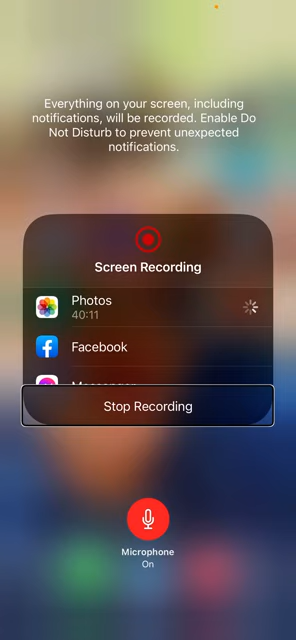 Everything on your screen, including
notifications, will be recorded. Enable Do
Not Disturb to prevent unexpected
notifications.
Screen Recording
Photos
40:11
Facebook
Messenger
Stop Recording
Microphone
On